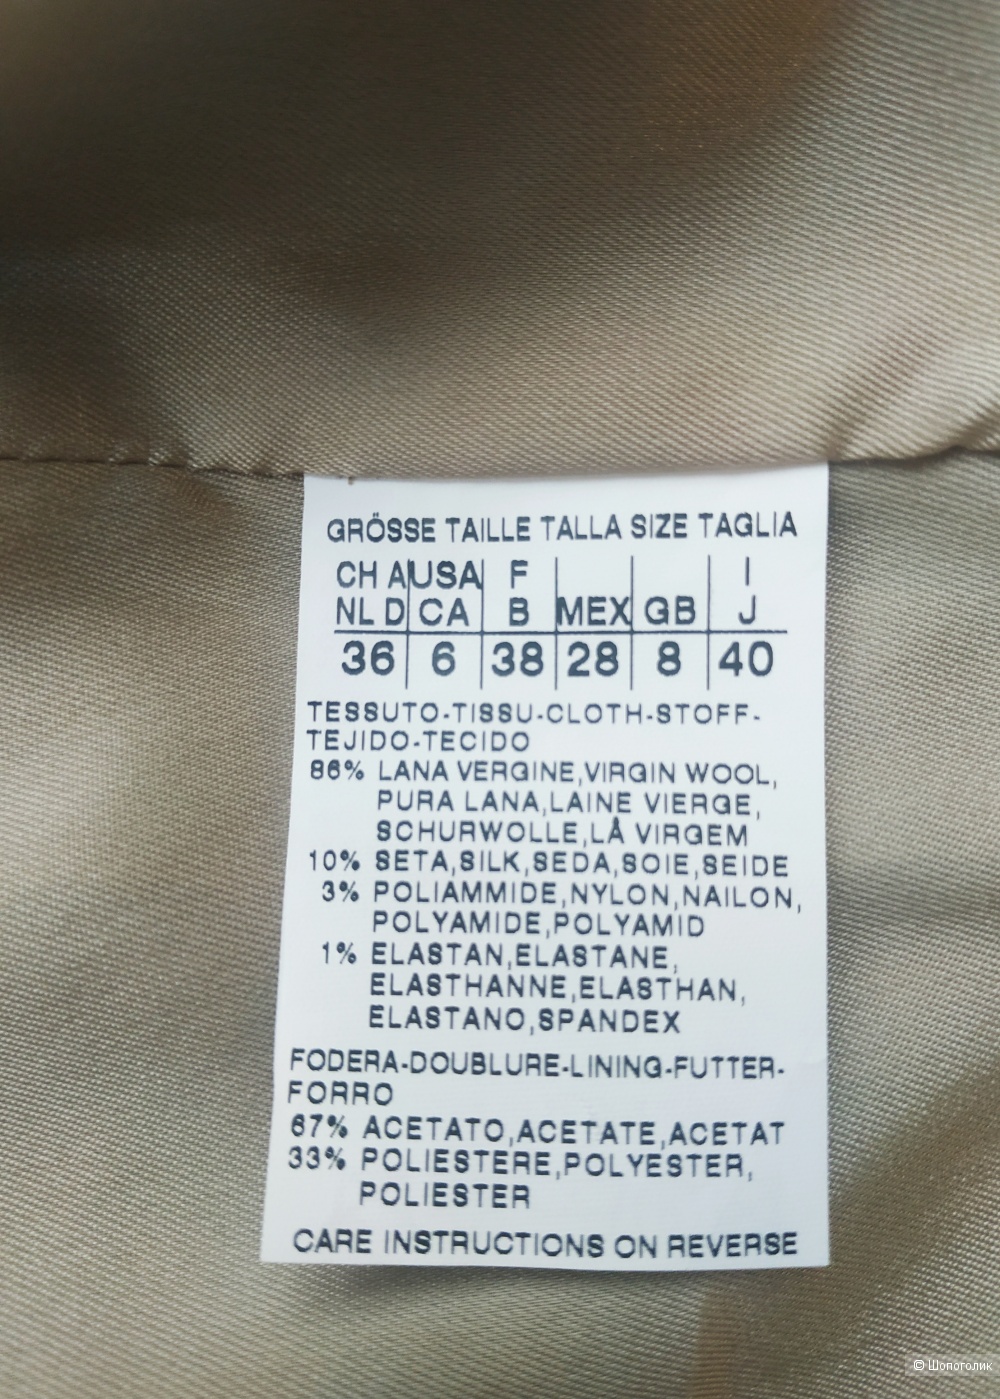 GRÖSSE TAILLE TALLA SIZE TAGLIA
CH A USA F I
NL D CA B MEX GB J
36 6 38 28 8 40
TESSUTO-TISSU-CLOTH-STOFF-
TEJIDO-TECIDO
86% LANA VERGINE,VIRGIN WOOL,
PURA LANA,LAINE VIERGE,
SCHURWOLLE,LÅ VIRGEM
10% SETA,SILK,SEDA,SOIE,SEIDE
3% POLIAMMIDE,NYLON,NAILON,
POLYAMIDE,POLYAMID
1% ELASTAN,ELASTANE,
ELASTHANNE,ELASTHAN,
ELASTANO,SPANDEX
FODERA-DOUBLURE-LINING-FUTTER-
FORRO
67% ACETATO,ACETATE,ACETAT
33% POLIESTERE,POLYESTER,
POLIESTER
CARE INSTRUCTIONS ON REVERSE
© Шопоголик